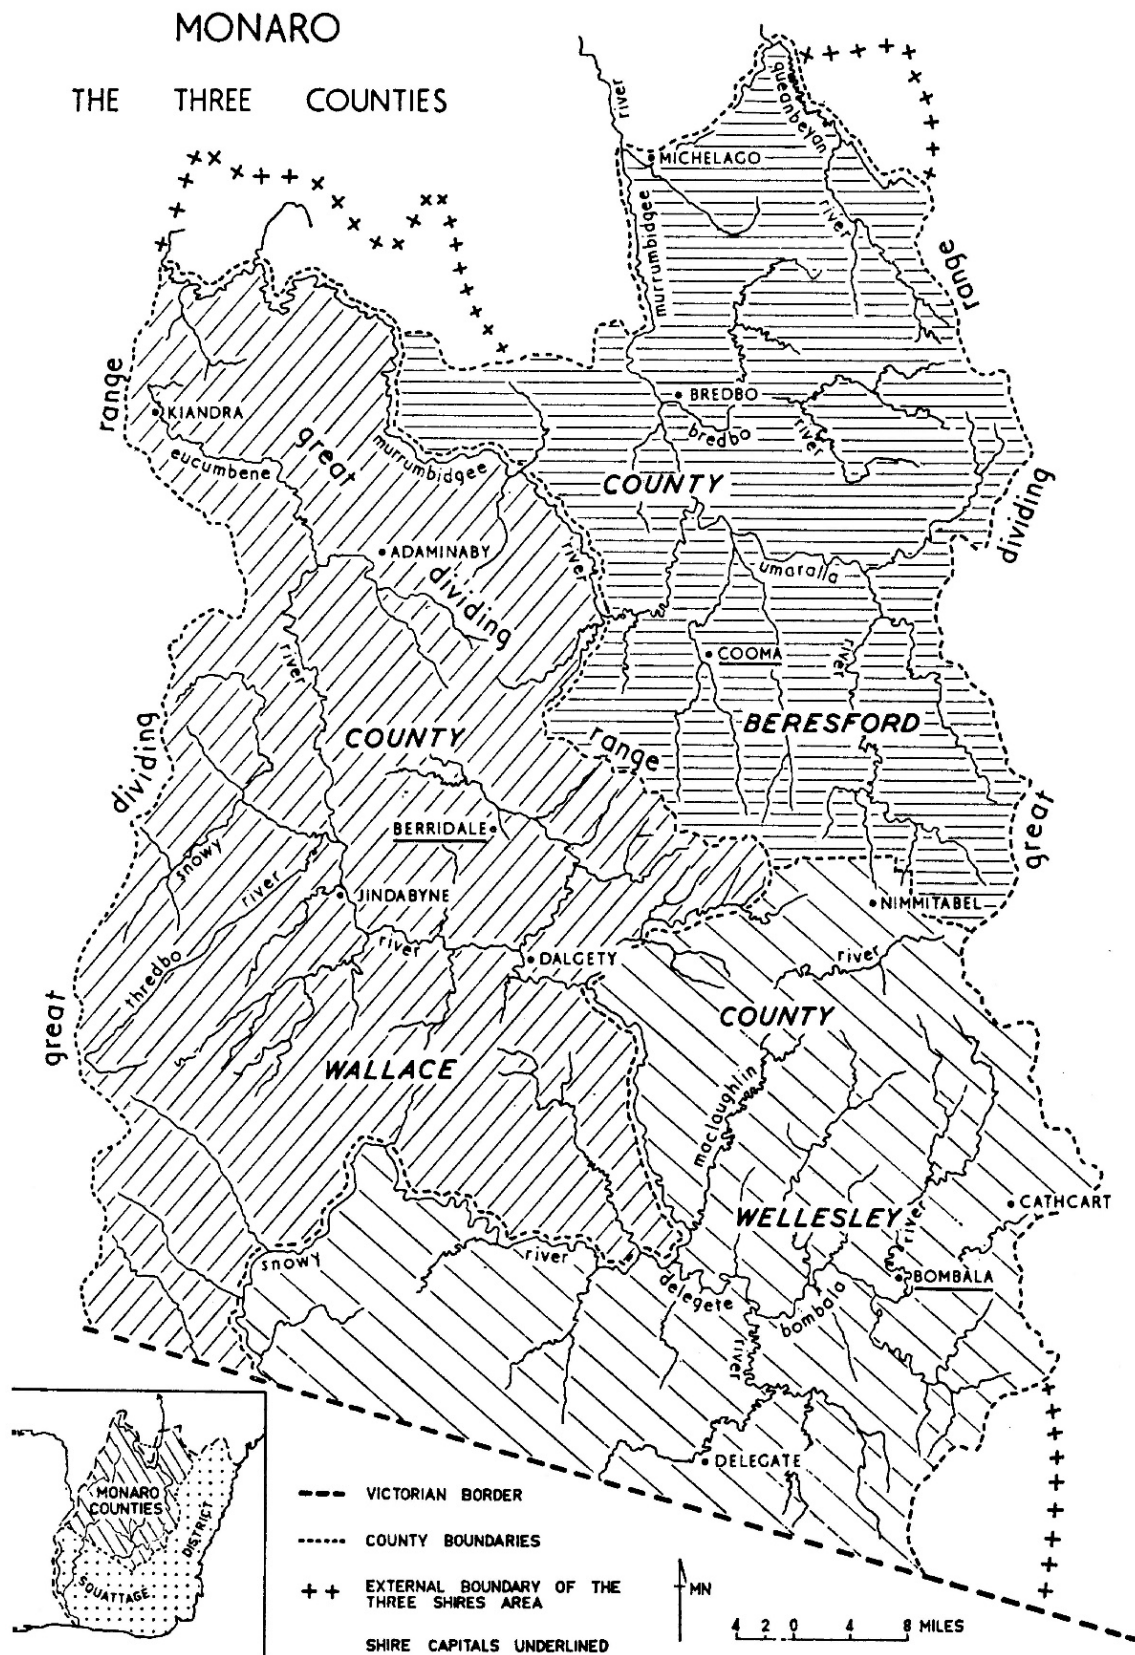 MONARO
THE THREE COUNTIES
river
queanbeyan
MICHELAGO
murrumbidgee
river
range
range
KIANDRA
BREDBO
bredbo
river
great
murrumbidgee
eucumbene
COUNTY
dividing
ADAMINABY
dividing
river
umaralla
river
COOMA
river
COUNTY
range
BERESFORD
dividing
BERRIDALE
great
snowy
river
JINDABYNE
NIMMITABEL
river
DALGETY
river
thredbo
great
COUNTY
WALLACE
maclaughlin
CATHCART
WELLESLEY
river
snowy
river
delegete
bombala
BOMBALA
river
DELEGATE
MONARO
COUNTIES
DISTRICT
SQUATTAGE
VICTORIAN BORDER
COUNTY BOUNDARIES
EXTERNAL BOUNDARY OF THE
THREE SHIRES AREA
SHIRE CAPITALS UNDERLINED
MN
4 2 0 4 8 MILES